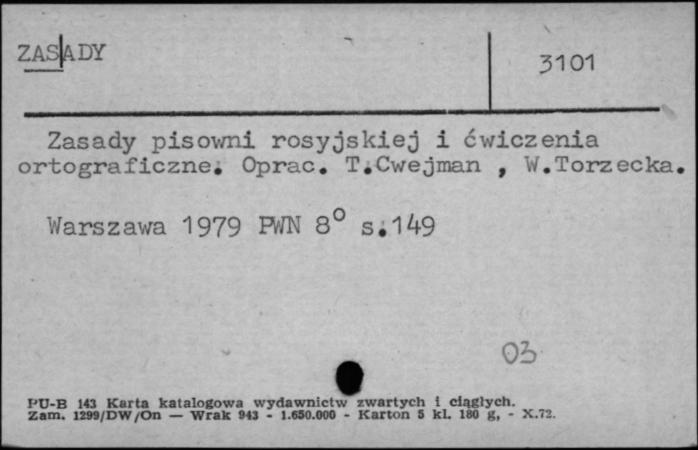 ZASADY
3101
Zasady pisowni rosyjskiej i ćwiczenia
ortograficzne. Oprac. T.Cwejman , W.Torzecka.
Warszawa 1979 PWN 8° s.149
03
PU-B 143 Karta katalogowa wydawnictw zwartych i ciągłych.
Zam. 1299/DW/On — Wrak 943 - 1.650.000 - Karton 5 kl. 180 g, - X.72.